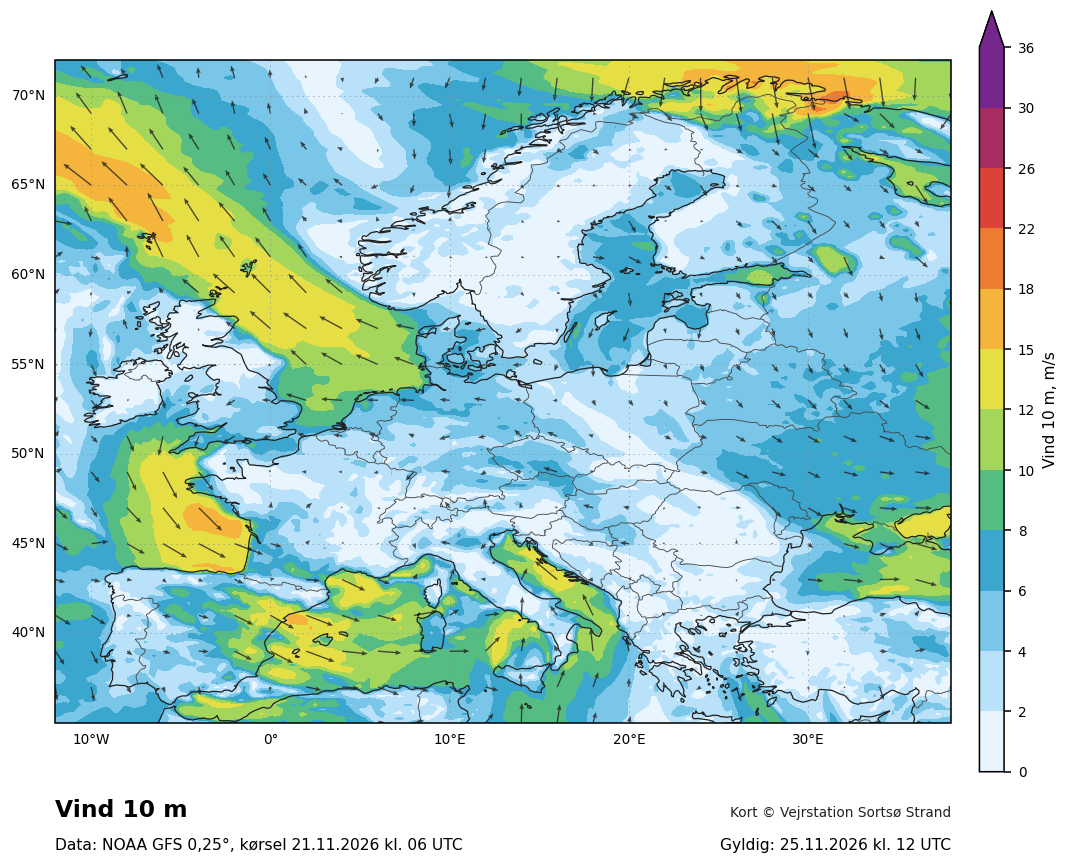 36
30
26
22
18
15
12
10
8
6
4
2
0
Vind 10 m, m/s
70°N
65°N
60°N
55°N
50°N
45°N
40°N
10°W
0°
10°E
20°E
30°E
Vind 10 m
Kort © Vejrstation Sortsø Strand
Data: NOAA GFS 0,25°, kørsel 21.11.2026 kl. 06 UTC
Gyldig: 25.11.2026 kl. 12 UTC